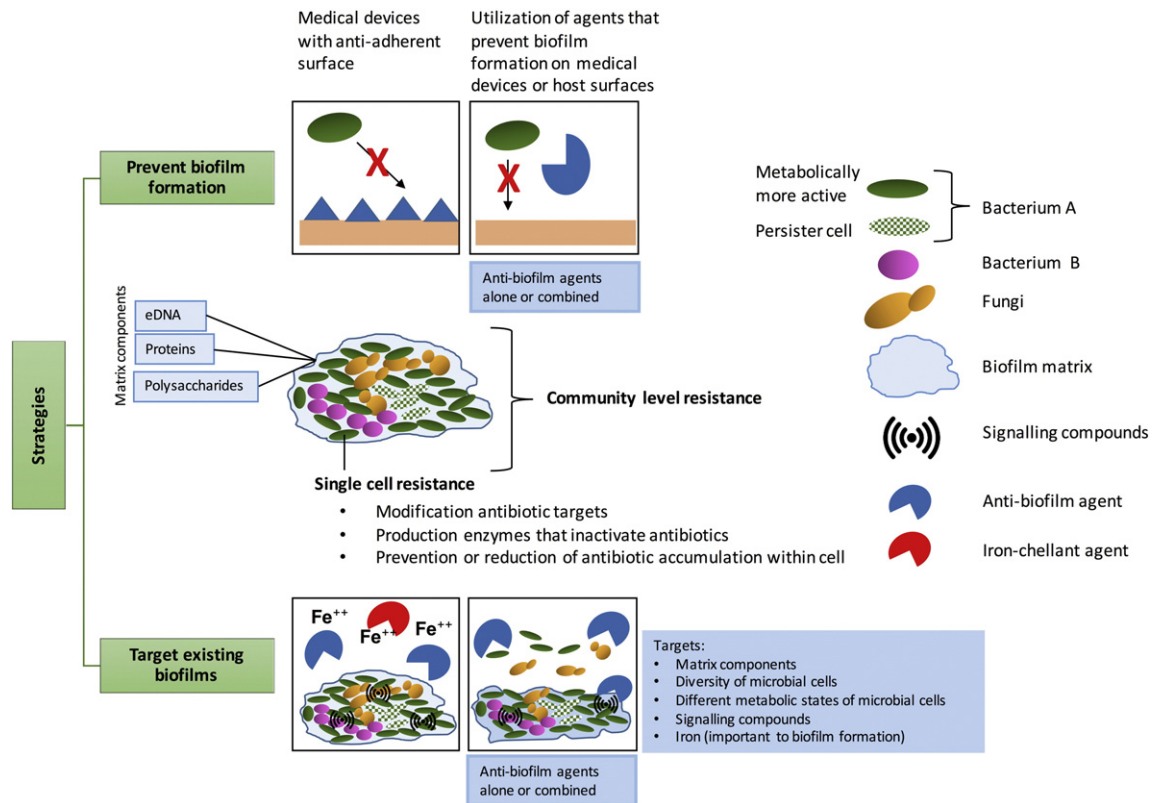 Medical devices
with anti-adherent
surface
Utilization of agents that
prevent biofilm
formation on medical
devices or host surfaces
Prevent biofilm
formation
X
X
Anti-biofilm agents
alone or combined
Metabolically
more active
Persister cell
Bacterium A
Bacterium B
Fungi
Biofilm matrix
Signalling compounds
Anti-biofilm agent
Iron-chellant agent
Strategies
Matrix components
eDNA
Proteins
Polysaccharides
Community level resistance
Single cell resistance
• Modification antibiotic targets
• Production enzymes that inactivate antibiotics
• Prevention or reduction of antibiotic accumulation within cell
Target existing
biofilms
Fe++
Fe++
Fe++
Anti-biofilm agents
alone or combined
Targets:
• Matrix components
• Diversity of microbial cells
• Different metabolic states of microbial cells
• Signalling compounds
• Iron (important to biofilm formation)